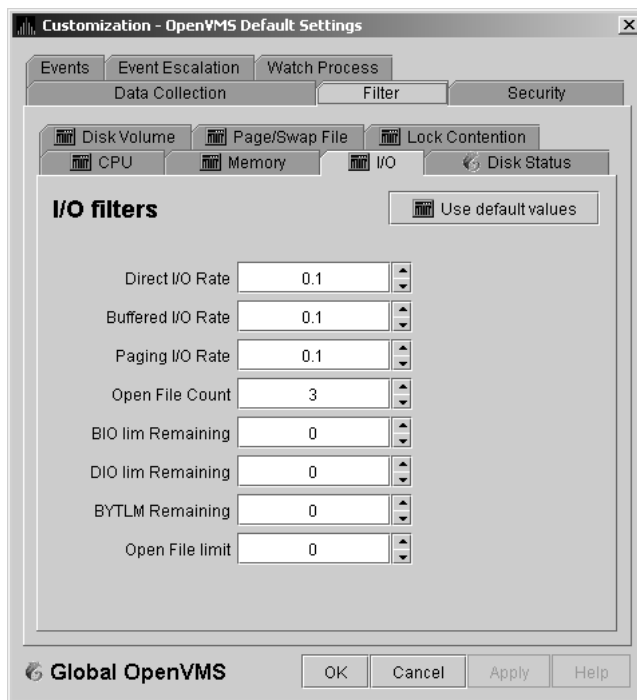 Customization - OpenVMS Default Settings
Events Event Escalation Watch Process
Data Collection Filter Security
Disk Volume Page/Swap File Lock Contention
CPU Memory I/O Disk Status
I/O filters Use default values
Direct I/O Rate 0.1
Buffered I/O Rate 0.1
Paging I/O Rate 0.1
Open File Count 3
BIO lim Remaining 0
DIO lim Remaining 0
BYTLM Remaining 0
Open File limit 0
Global OpenVMS OK Cancel Apply Help